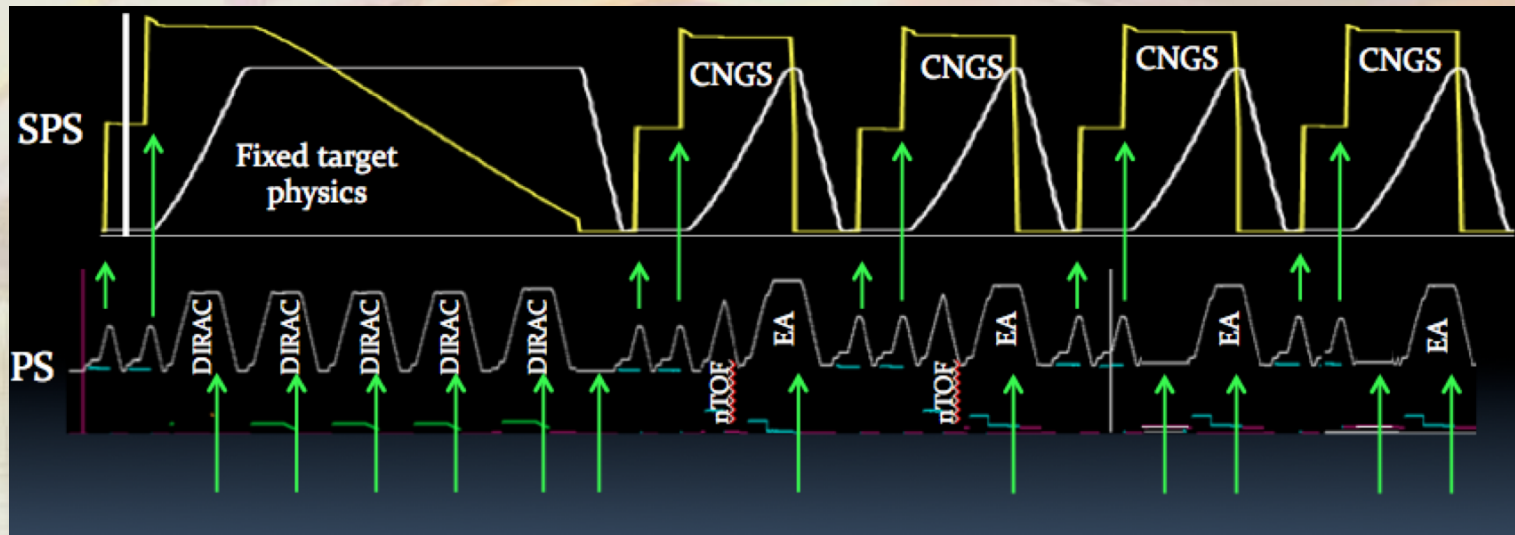 SPS
Fixed target
physics
CNGS
CNGS
CNGS
CNGS
PS
DIRAC
DIRAC
DIRAC
DIRAC
DIRAC
nTOF
EA
nTOF
EA
EA
EA